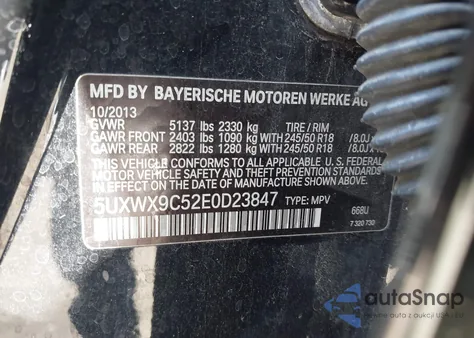 MFD BY BAYERISCHE MOTOREN WERKE AG
10/2013
GVWR 5137 lbs 2330 kg TIRE / RIM
GAWR FRONT 2403 lbs 1090 kg WITH 245/50 R18 /8.0J
GAWR REAR 2822 lbs 1280 kg WITH 245/50 R18 /8.0J
THIS VEHICLE CONFORMS TO ALL APPLICABLE
U.S. FEDERAL MOTOR VEHICLE SAFETY
STANDARDS IN EFFECT ON THE DATE OF
MANUFACTURE SHOWN ABOVE.
5UXWX9C52E0D23847 TYPE: MPV 668U
7 320 730
autoSnap
aukcji USA